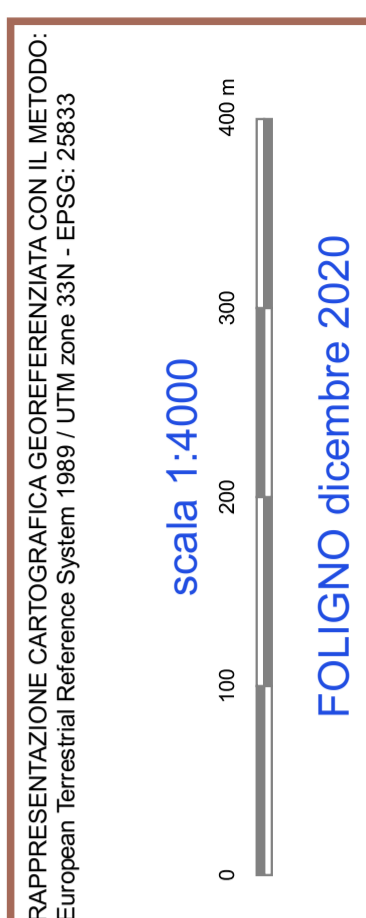 RAPPRESENTAZIONE CARTOGRAFICA GEOREFERENZIATA CON IL METODO:
European Terrestrial Reference System 1989 / UTM zone 33N - EPSG: 25833
scala 1:4000
0 100 200 300 400 m
FOLIGNO dicembre 2020